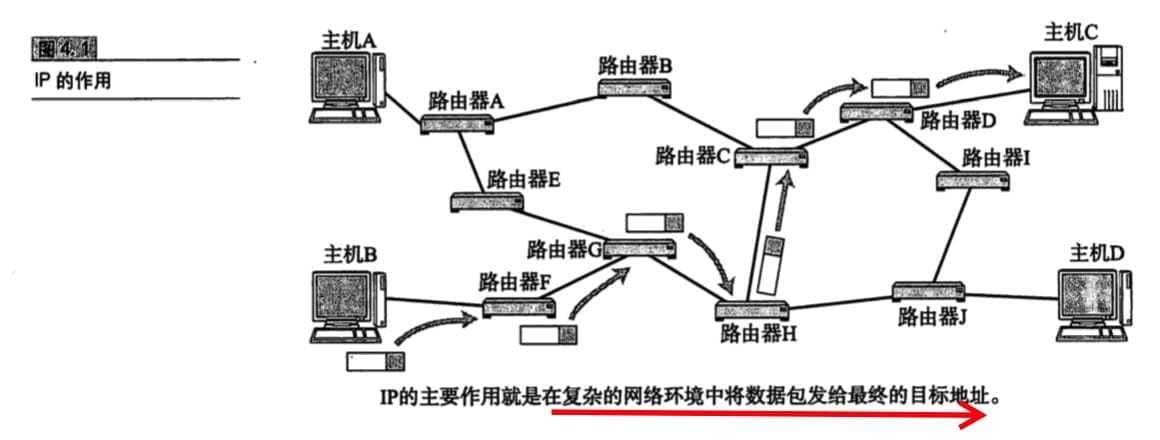 图4.1
IP 的作用
主机A
主机C
路由器B
路由器A
路由器D
路由器C
路由器I
路由器E
路由器G
主机B
主机D
路由器F
路由器J
路由器H
IP的主要作用就是在复杂的网络环境中将数据包发给最终的目标地址。